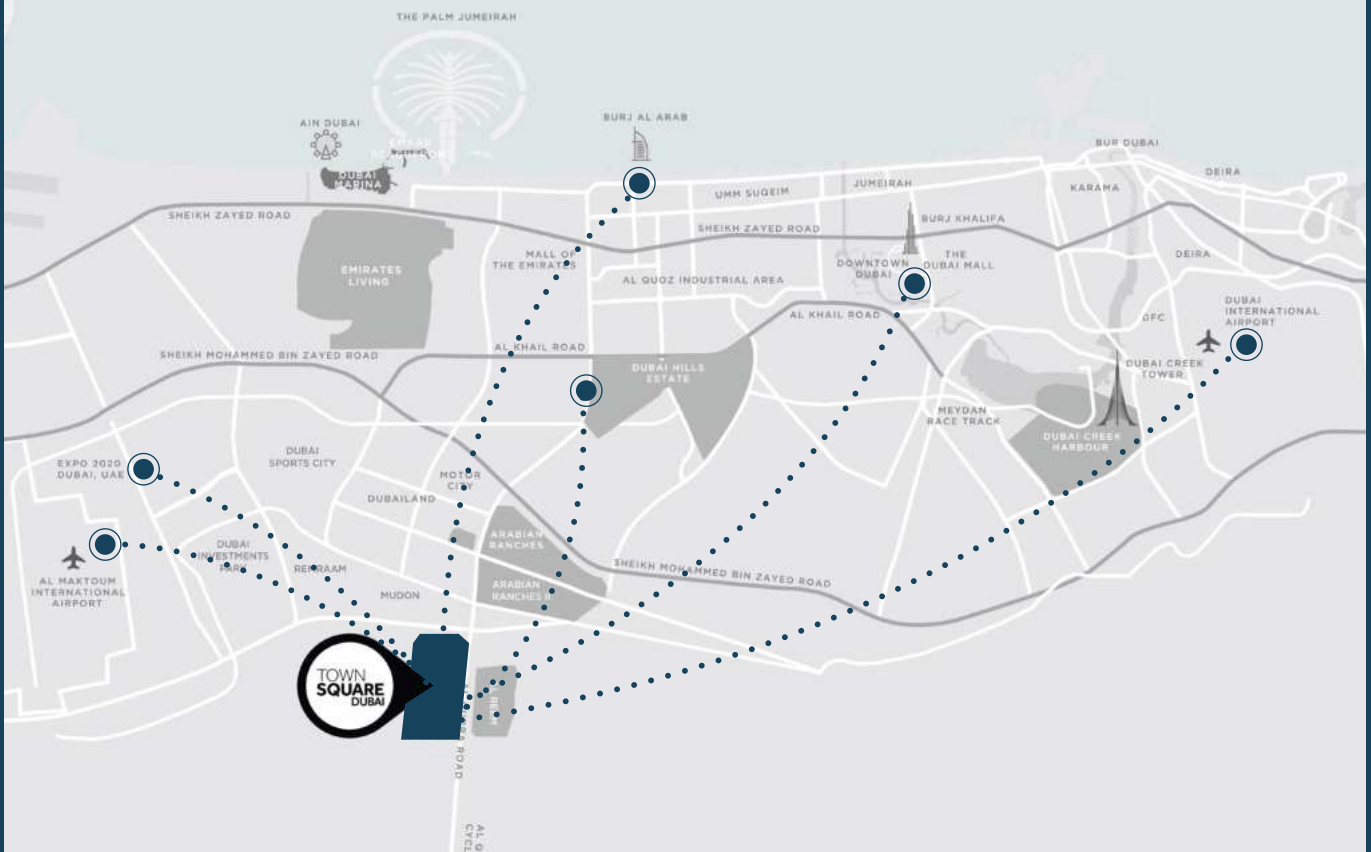 THE PALM JUMEIRAH
AIN DUBAI
BURJ AL ARAB
DUBAI
MARINA
BUR DUBAI
DEIRA
KARAMA
JUMEIRAH
UMM SUQEIM
SHEIKH ZAYED ROAD
SHEIKH ZAYED ROAD
BURJ KHALIFA
MALL OF
THE EMIRATES
DOWNTOWN
DUBAI
THE
DUBAI MALL
DEIRA
EMIRATES
LIVING
AL QUOZ INDUSTRIAL AREA
AL KHAIL ROAD
DUBAI
INTERNATIONAL
AIRPORT
SHEIKH MOHAMMED BIN ZAYED ROAD
AL KHAIL ROAD
DUBAI HILLS
ESTATE
DUBAI CREEK
TOWER
MEYDAN
RACE TRACK
DUBAI CREEK
HARBOUR
DUBAI
SPORTS CITY
EXPO 2020
DUBAI, UAE
MOTOR
CITY
DUBAILAND
ARABIAN
RANCHES
DUBAI
INVESTMENTS
PARK
REMRAAM
SHEIKH MOHAMMED BIN ZAYED ROAD
AL MAKTOUM
INTERNATIONAL
AIRPORT
MUDON
ARABIAN
RANCHES II
TOWN
SQUARE
DUBAI
ROAD